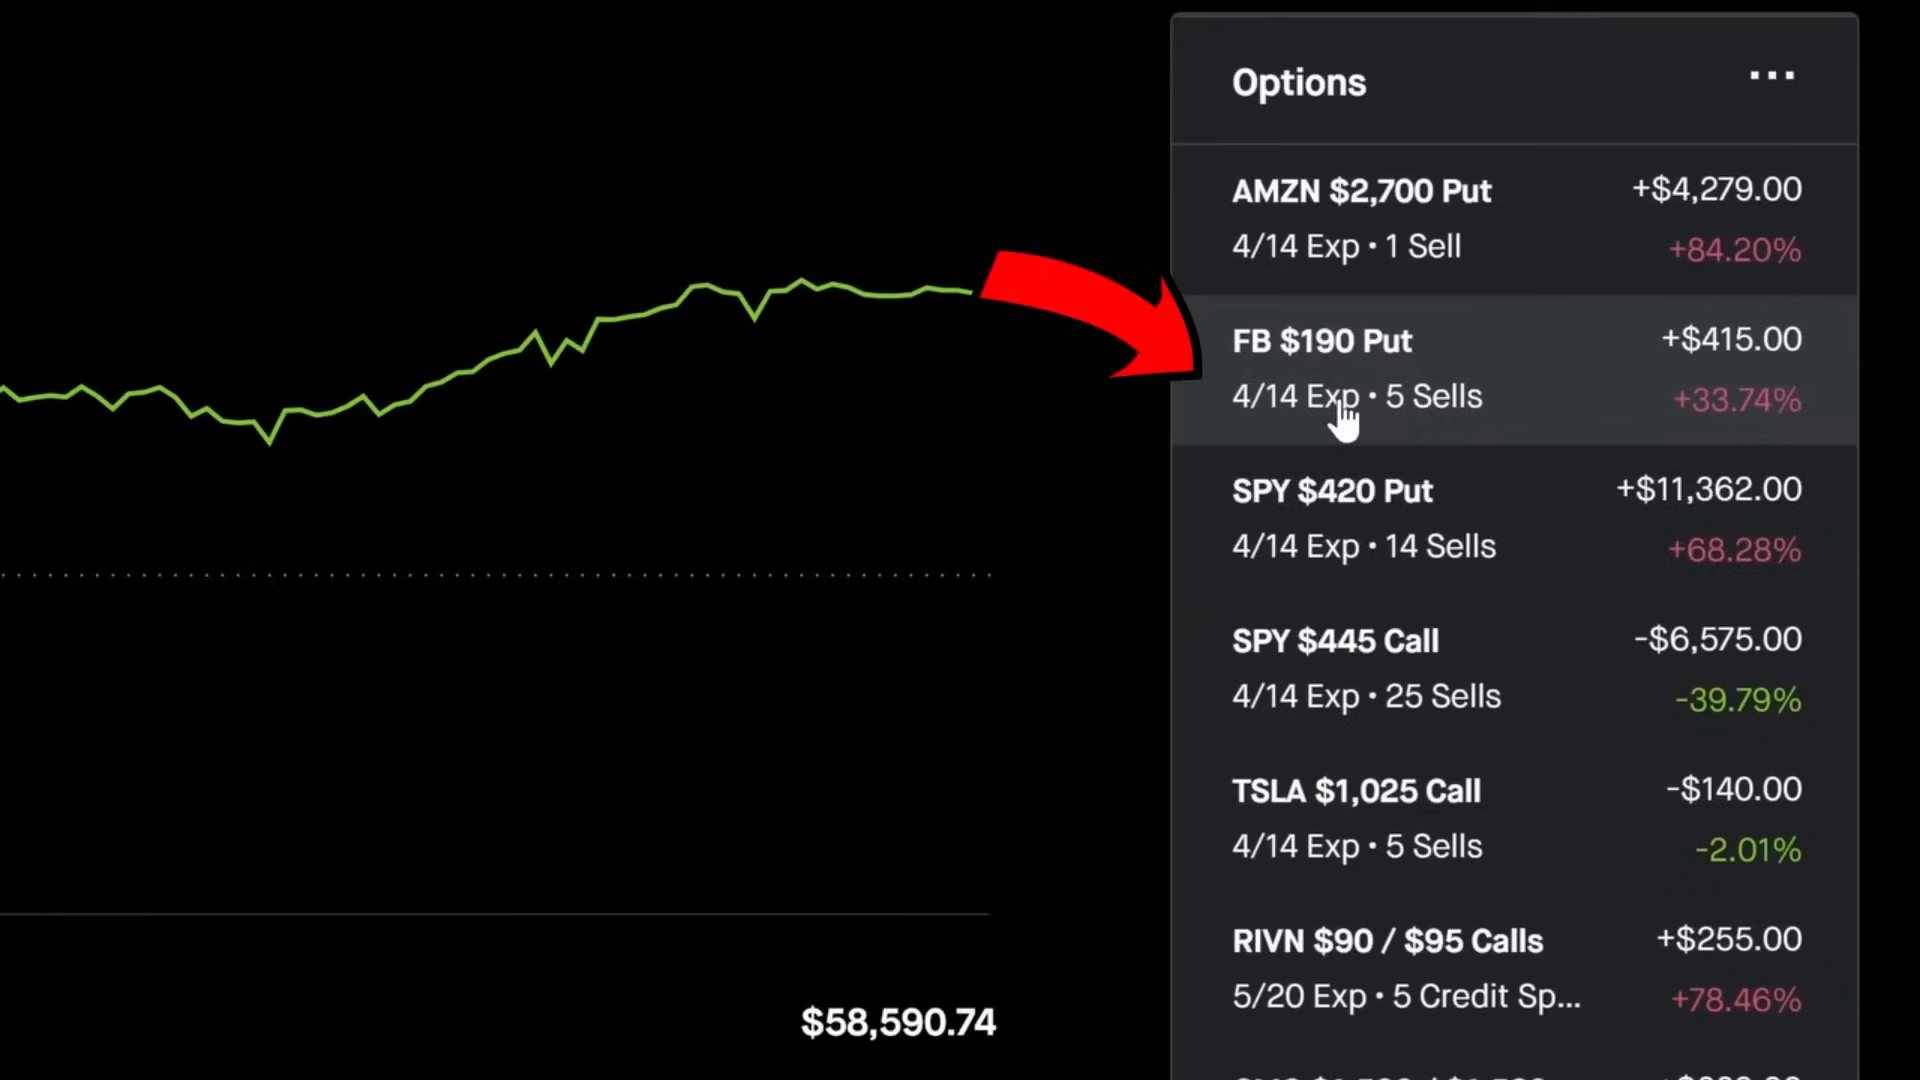 Options
AMZN $2,700 Put +$4,279.00
4/14 Exp • 1 Sell +84.20%
FB $190 Put +$415.00
4/14 Exp • 5 Sells +33.74%
SPY $420 Put +$11,362.00
4/14 Exp • 14 Sells +68.28%
SPY $445 Call -$6,575.00
4/14 Exp • 25 Sells -39.79%
TSLA $1,025 Call -$140.00
4/14 Exp • 5 Sells -2.01%
RIVN $90 / $95 Calls +$255.00
5/20 Exp • 5 Credit Sp... +78.46%
$58,590.74